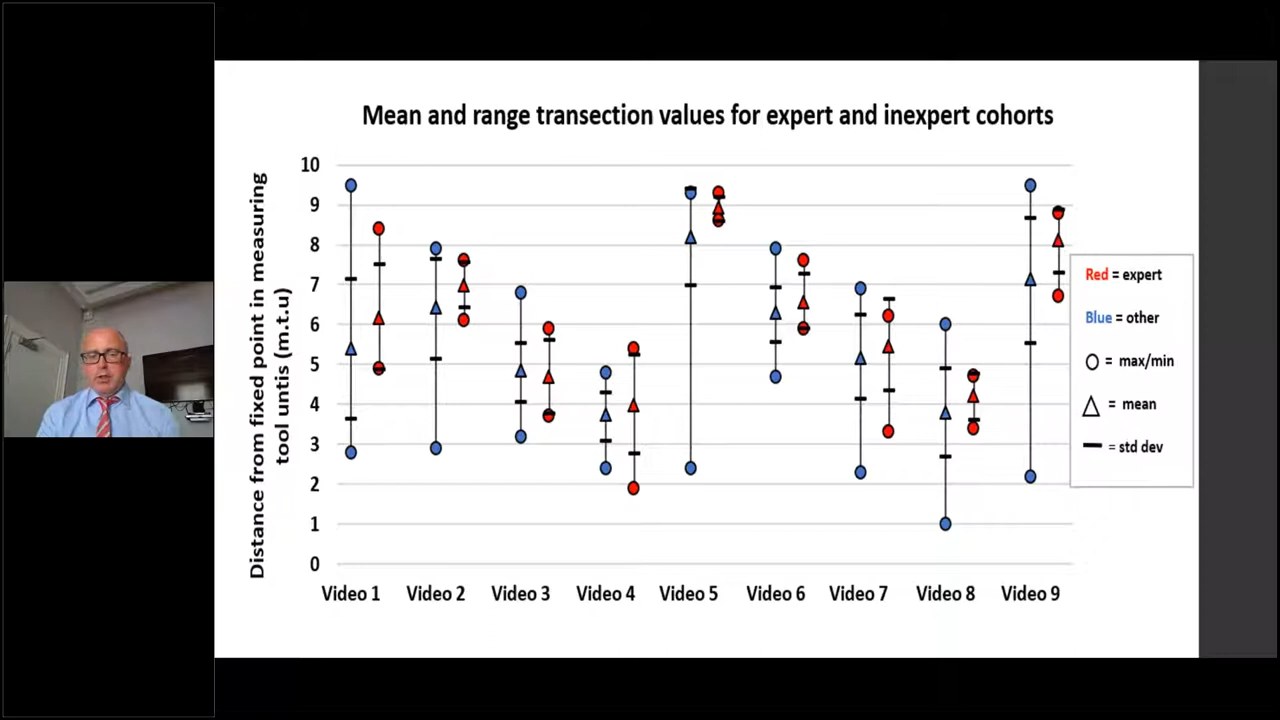 Mean and range transection values for expert and inexpert cohorts
Distance from fixed point in measuring
tool untis (m.t.u)
10
9
8
7
6
5
4
3
2
1
0
Video 1 Video 2 Video 3 Video 4 Video 5 Video 6 Video 7 Video 8 Video 9
Red = expert
Blue = other
= max/min
= mean
= std dev